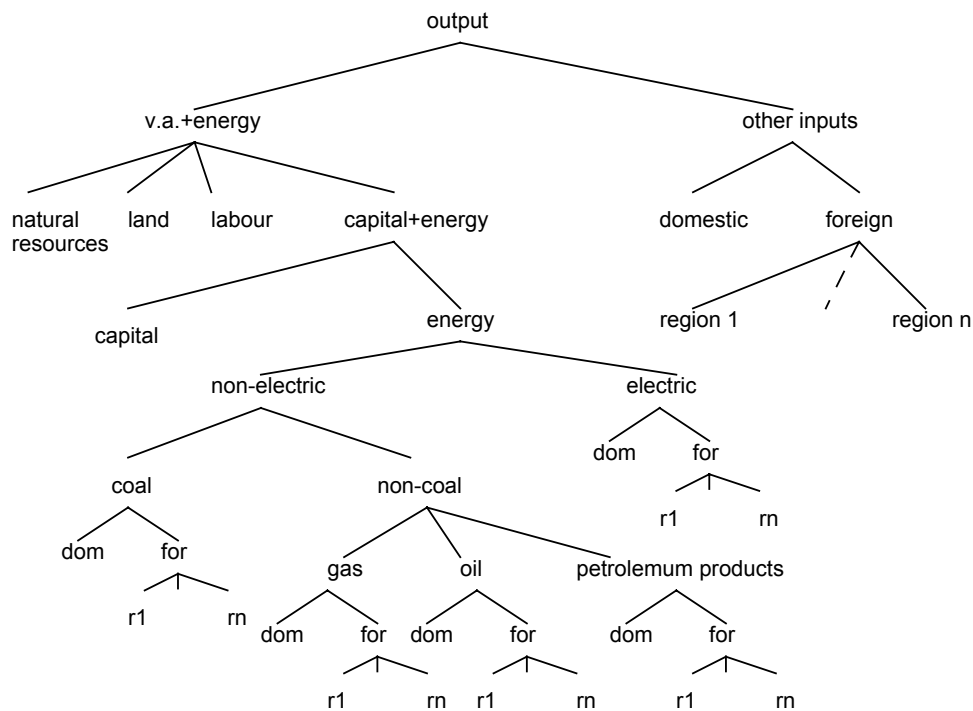 output
v.a.+energy
other inputs
natural
resources
land
labour
capital+energy
domestic
foreign
capital
energy
region 1
region n
non-electric
electric
dom
for
coal
non-coal
r1
rn
dom
for
gas
oil
petrolemum products
r1
rn
dom
for
dom
for
dom
for
r1
rn
r1
rn
r1
rn